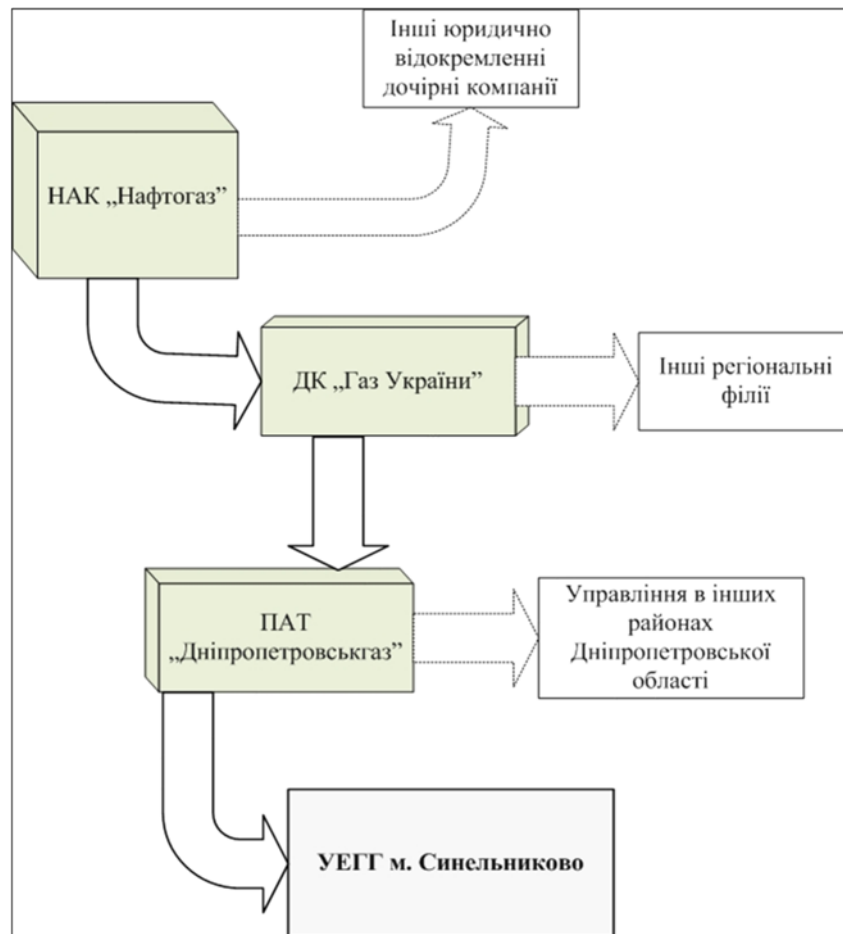 Інші юридично
відокремленні
дочірні компанії
НАК „Нафтогаз”
ДК „Газ України”
Інші регіональні
філії
ПАТ
„Дніпропетровськгаз”
Управління в інших
районах
Дніпропетровської
області
УЕГГ м. Синельниково